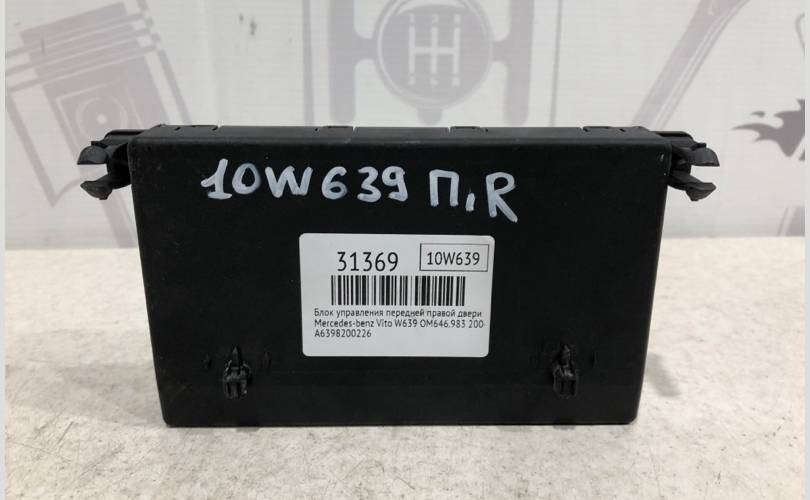 10W639 П,R
31369 10W639
Блок управления передней правой двери
Mercedes-benz Vito W639 OM646.983 200-
A6398200226